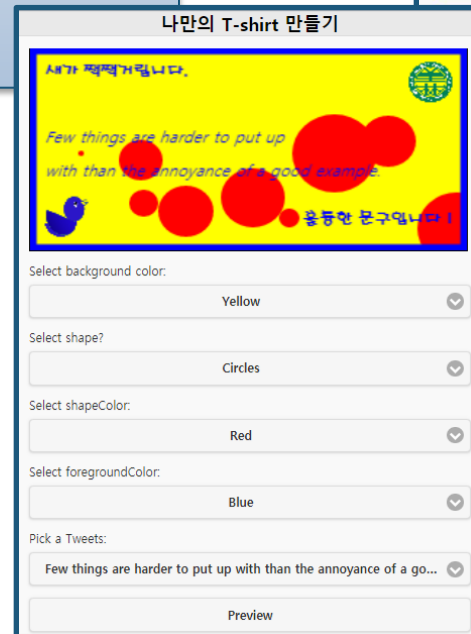 나만의 T-shirt 만들기
새가 짹짹거립니다.
Few things are harder to put up
with than the annoyance of a good example.
훌등한 문구입니다 !
Select background color:
Yellow
Select shape?
Circles
Select shapeColor:
Red
Select foregroundColor:
Blue
Pick a Tweets:
Few things are harder to put up with than the annoyance of a go...
Preview